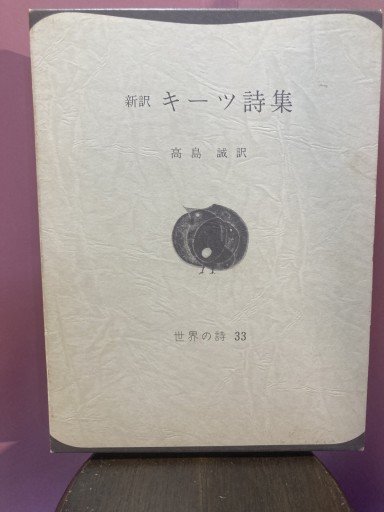 新訳 キーツ詩集
高島 誠訳
世界の詩 33